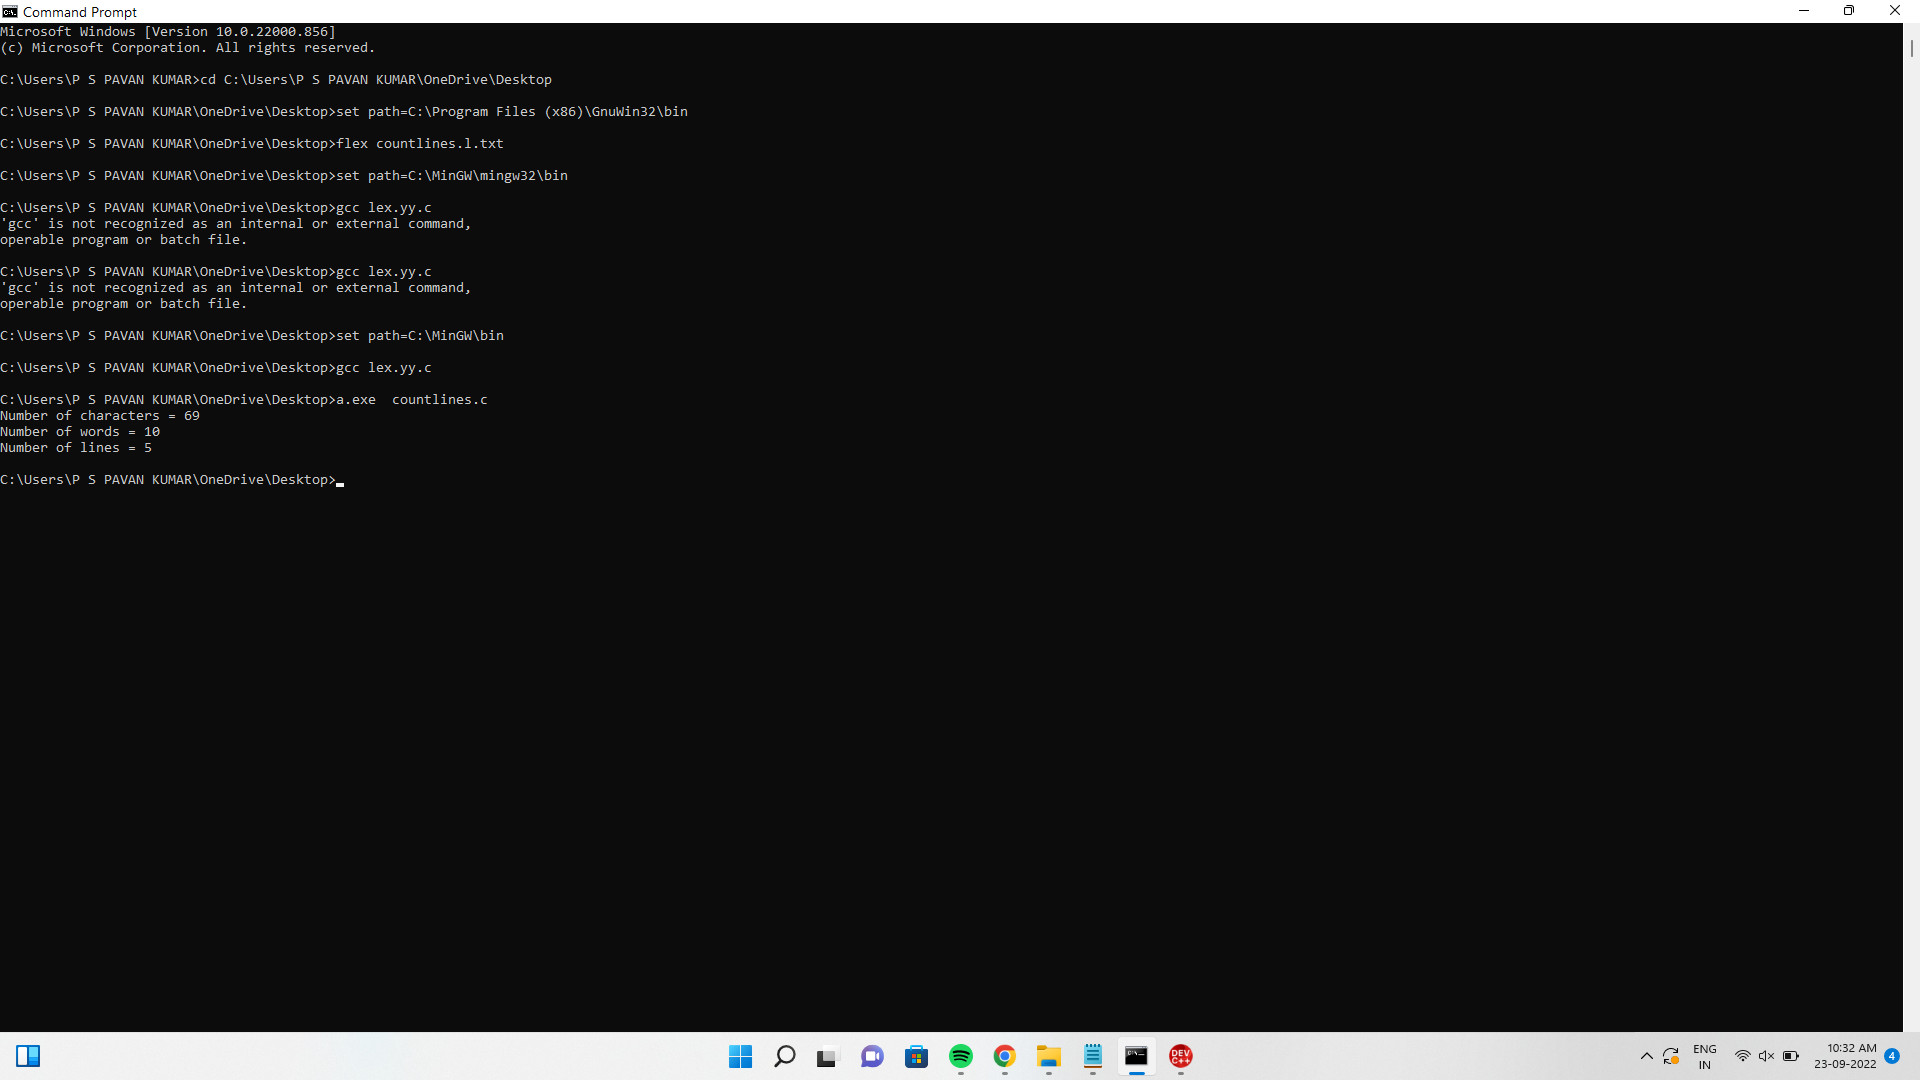 Command Prompt
Microsoft Windows [Version 10.0.22000.856]
(c) Microsoft Corporation. All rights reserved.
C:\Users\P S PAVAN KUMAR>cd C:\Users\P S PAVAN KUMAR\OneDrive\Desktop
C:\Users\P S PAVAN KUMAR\OneDrive\Desktop>set path=C:\Program Files (x86)\GnuWin32\bin
C:\Users\P S PAVAN KUMAR\OneDrive\Desktop>flex countlines.l.txt
C:\Users\P S PAVAN KUMAR\OneDrive\Desktop>set path=C:\MinGW\mingw32\bin
C:\Users\P S PAVAN KUMAR\OneDrive\Desktop>gcc lex.yy.c
'gcc' is not recognized as an internal or external command,
operable program or batch file.
C:\Users\P S PAVAN KUMAR\OneDrive\Desktop>gcc lex.yy.c
'gcc' is not recognized as an internal or external command,
operable program or batch file.
C:\Users\P S PAVAN KUMAR\OneDrive\Desktop>set path=C:\MinGW\bin
C:\Users\P S PAVAN KUMAR\OneDrive\Desktop>gcc lex.yy.c
C:\Users\P S PAVAN KUMAR\OneDrive\Desktop>a.exe  countlines.c
Number of characters = 69
Number of words = 10
Number of lines = 5
C:\Users\P S PAVAN KUMAR\OneDrive\Desktop>
DEV
C++
ENG
IN
10:32 AM
23-09-2022
4